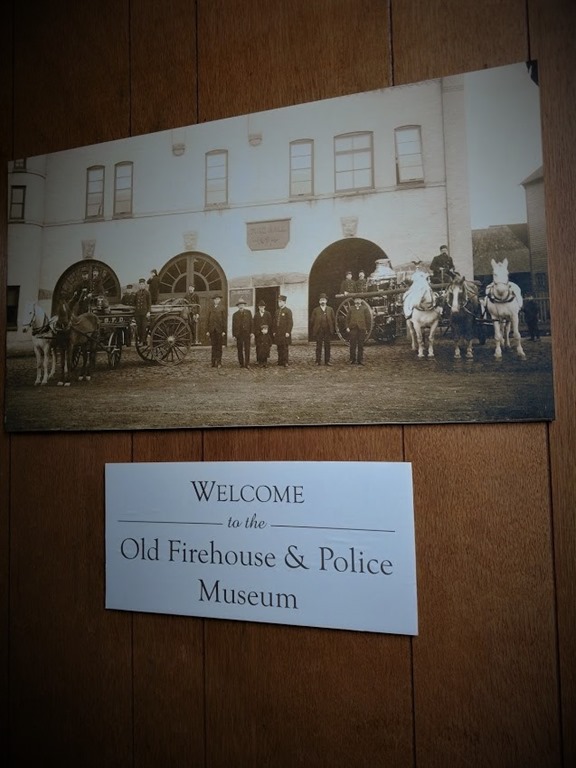 WELCOME
to the
Old Firehouse & Police
Museum